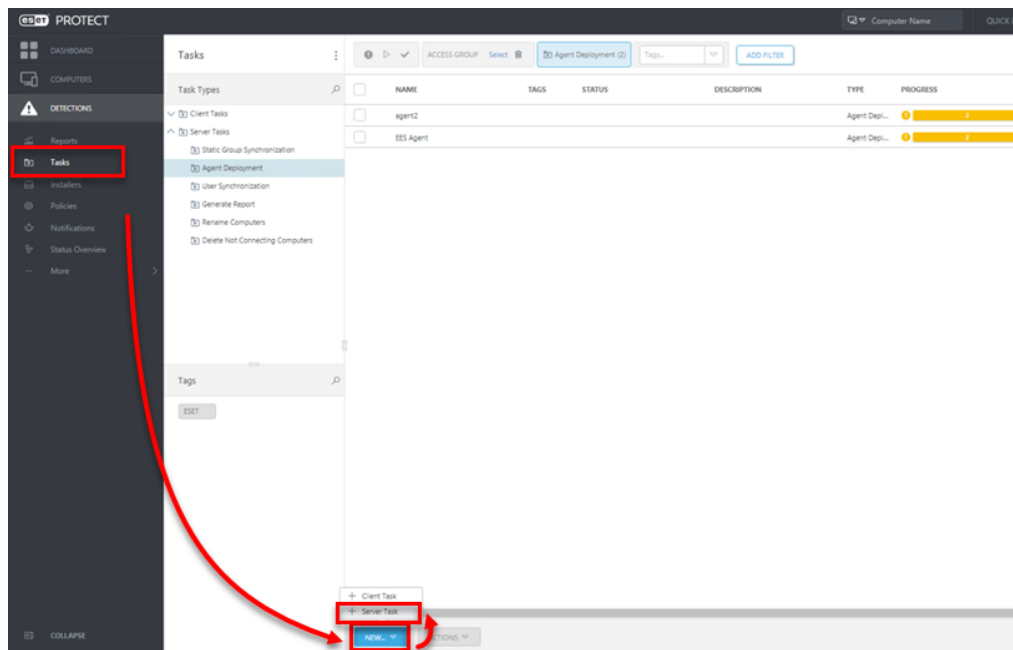 eset PROTECT
Computer Name
QUICK
DASHBOARD
COMPUTERS
DETECTIONS
Reports
Tasks
Installers
Policies
Notifications
Status Overview
More
COLLAPSE
Tasks
Task Types
Client Tasks
Server Tasks
Static Group Synchronization
Agent Deployment
User Synchronization
Generate Report
Rename Computers
Delete Not Connecting Computers
Tags
ESET
ACCESS GROUP Select
Agent Deployment (2)
Tags...
ADD FILTER
NAME TAGS STATUS DESCRIPTION TYPE PROGRESS
agent2 Agent Depl... 2
EES Agent Agent Depl... 2
Client Task
Server Task
NEW...